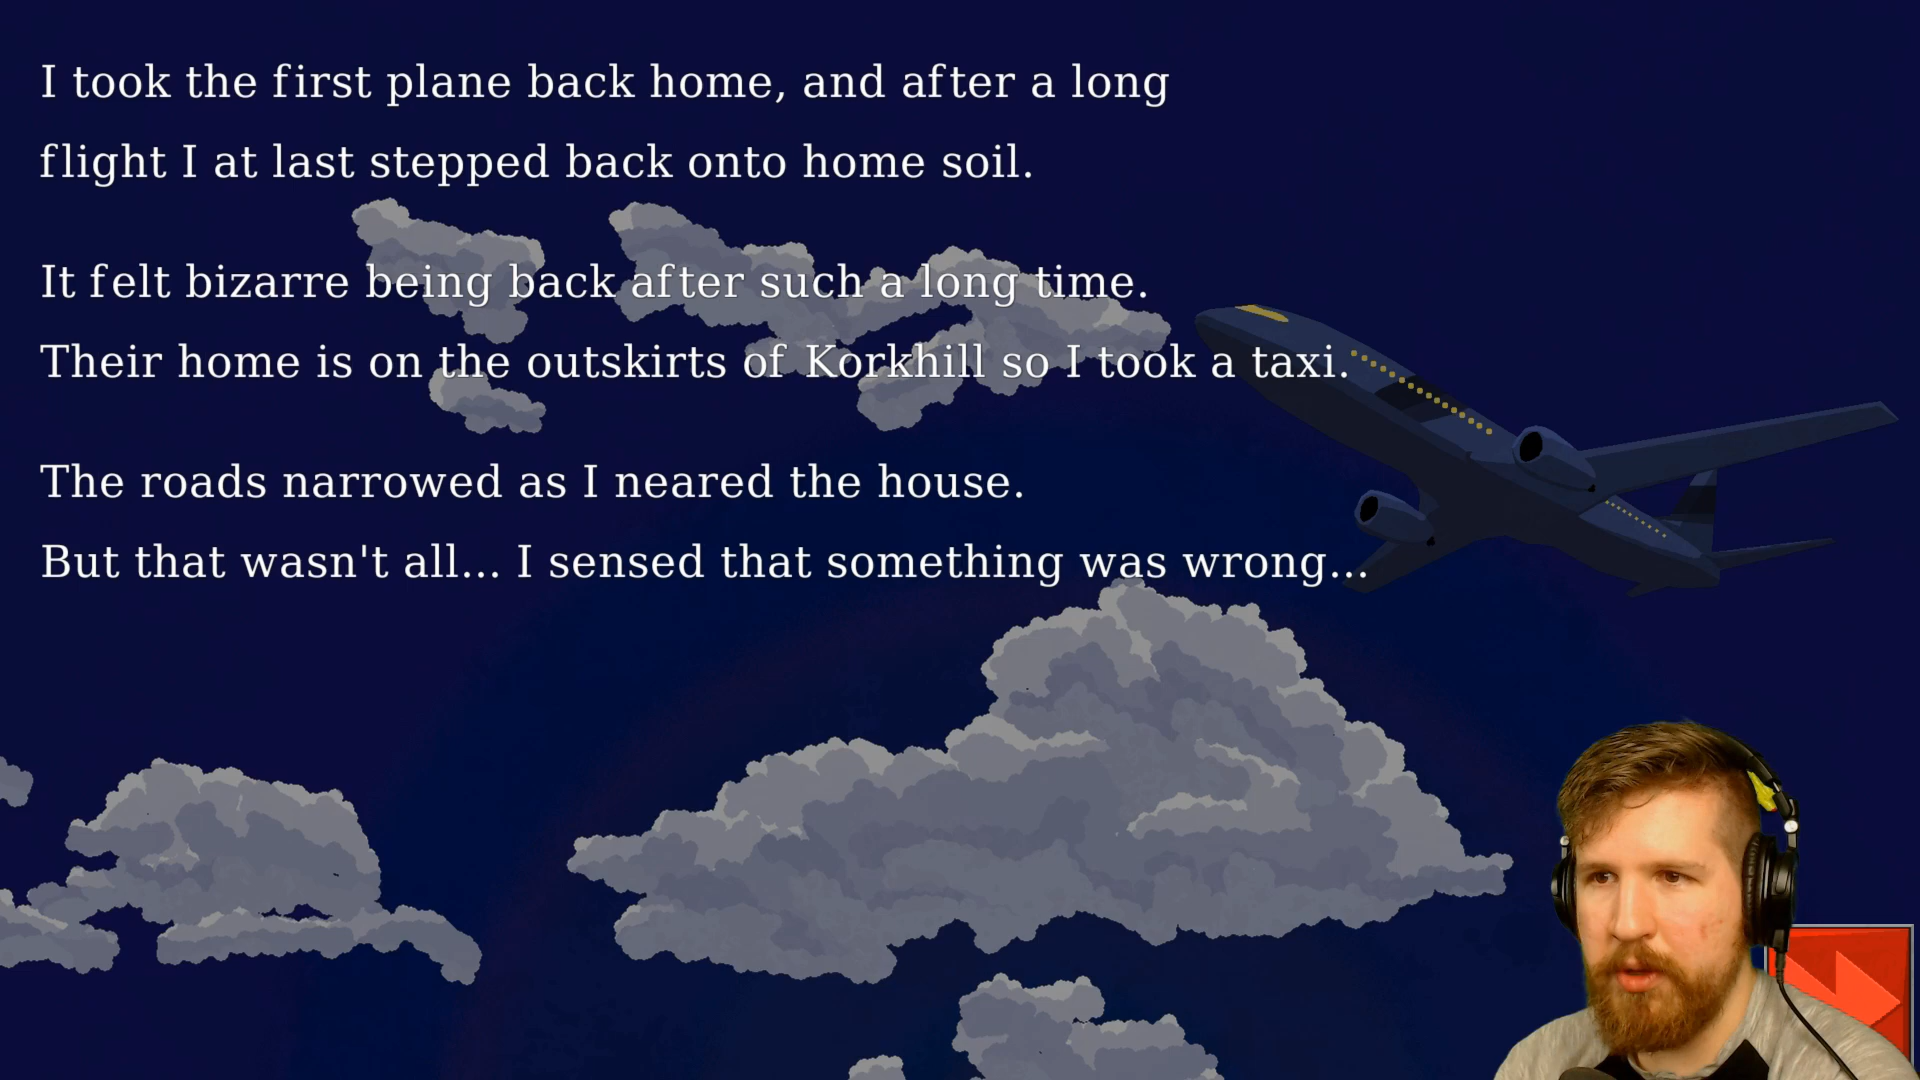 I took the first plane back home, and after a long
flight I at last stepped back onto home soil.
It felt bizarre being back after such a long time.
Their home is on the outskirts of Korkhill so I took a taxi.
The roads narrowed as I neared the house.
But that wasn't all... I sensed that something was wrong...